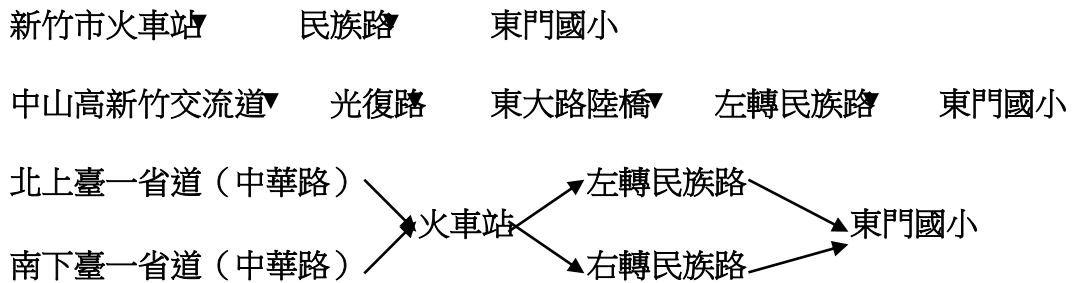 新竹市火車站 民族路 東門國小
中山高新竹交流道 光復路 東大路陸橋 左轉民族路 東門國小
北上臺一省道（中華路） 左轉民族路
火車站 東門國小
南下臺一省道（中華路） 右轉民族路